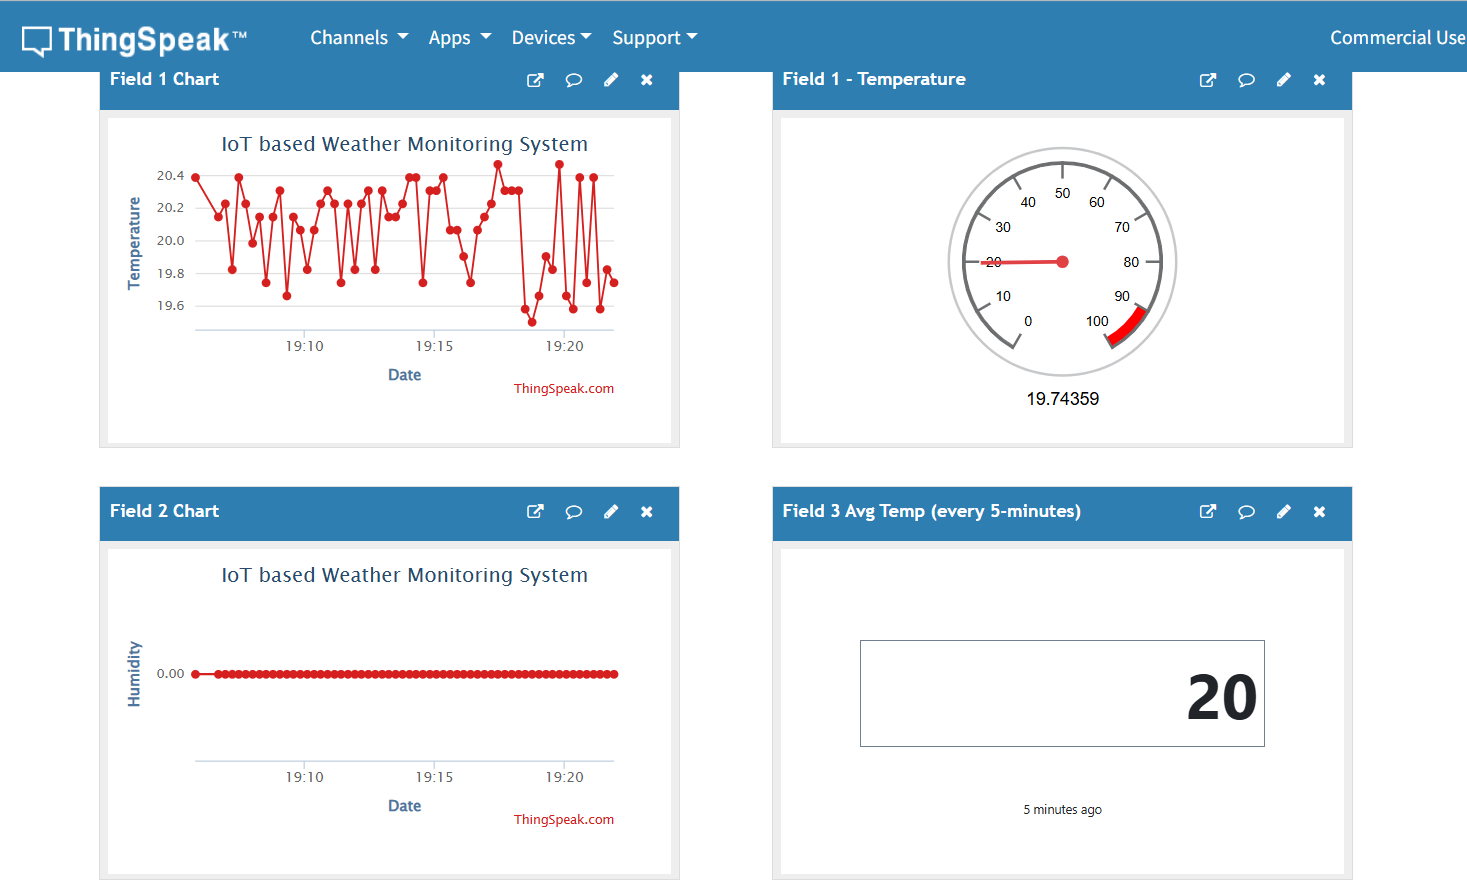 ThingSpeak™ Channels Apps Devices Support Commercial Use
Field 1 Chart
IoT based Weather Monitoring System
Temperature
20.4
20.2
20.0
19.8
19.6
19:10 19:15 19:20
Date
ThingSpeak.com
Field 1 - Temperature
0 10 20 30 40 50 60 70 80 90 100
19.74359
Field 2 Chart
IoT based Weather Monitoring System
Humidity
0.00
19:10 19:15 19:20
Date
ThingSpeak.com
Field 3 Avg Temp (every 5-minutes)
20
5 minutes ago